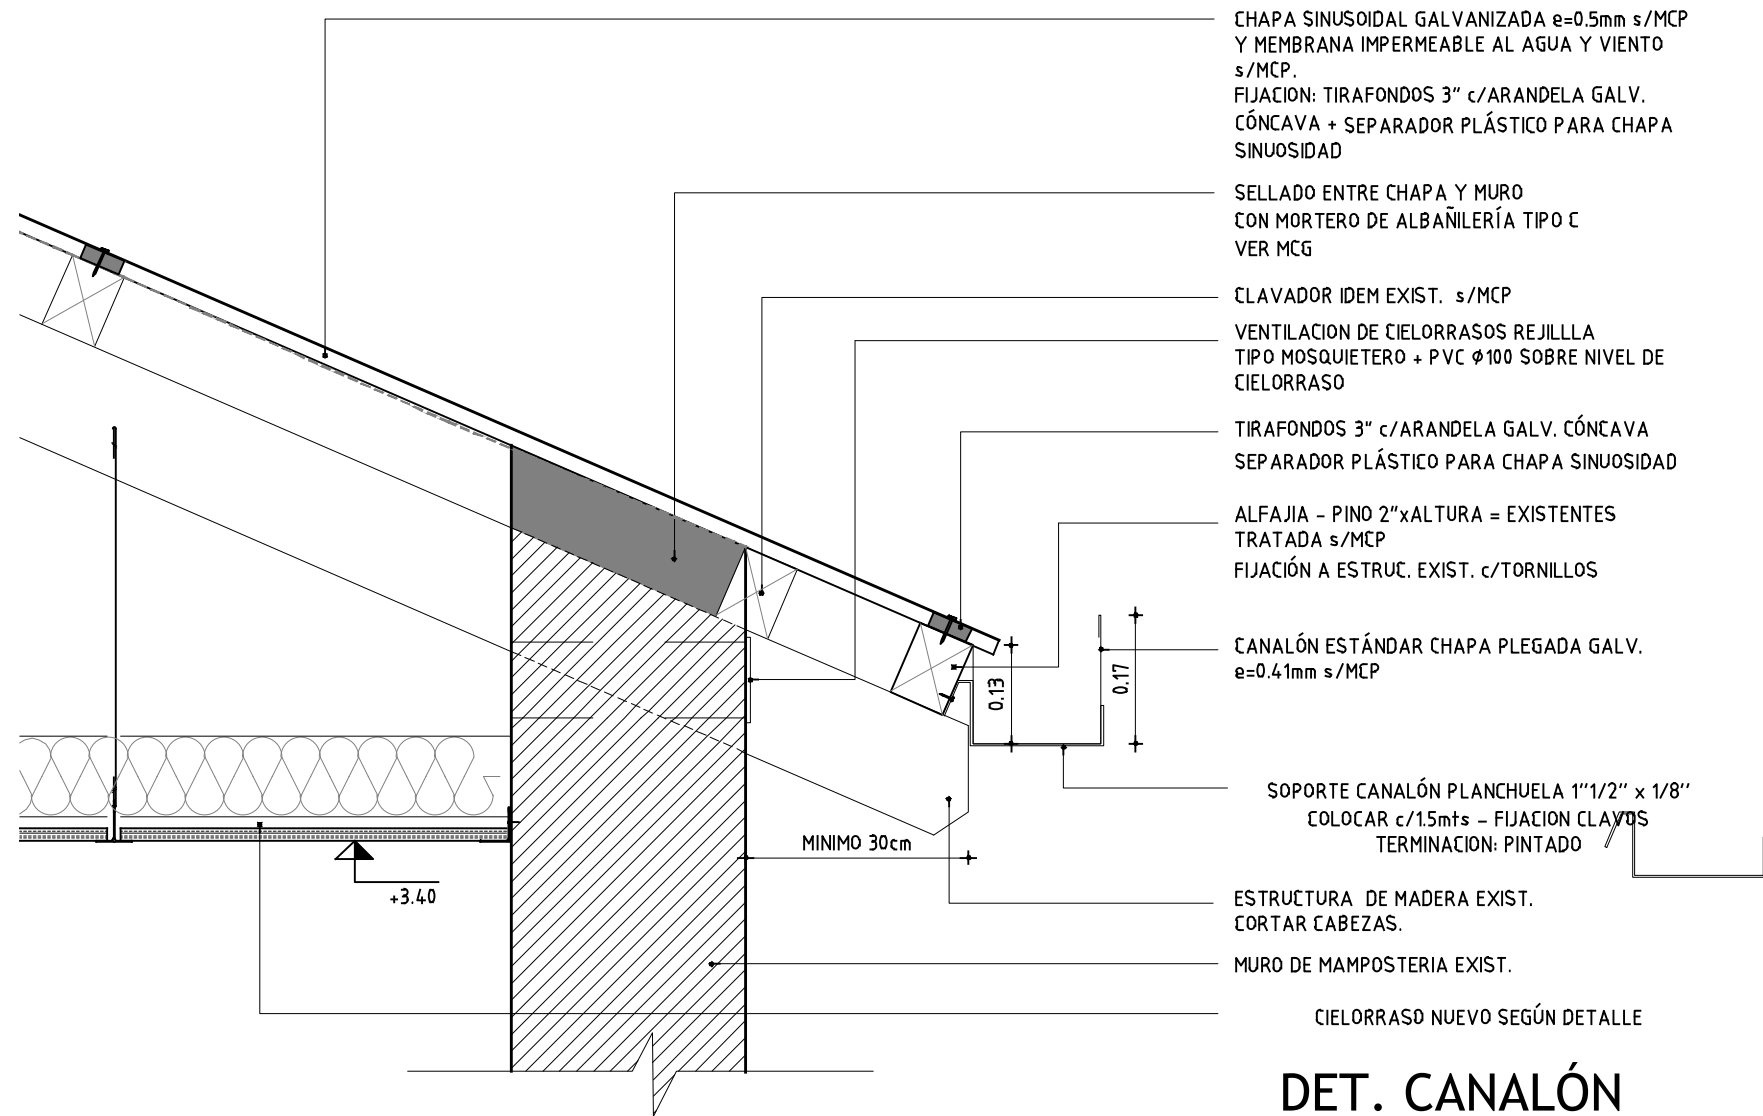 CHAPA SINUSOIDAL GALVANIZADA e=0.5mm s/MCP
Y MEMBRANA IMPERMEABLE AL AGUA Y VIENTO
s/MCP.
FIJACION: TIRAFONDOS 3" c/ARANDELA GALV.
CÓNCAVA + SEPARADOR PLÁSTICO PARA CHAPA
SINUOSIDAD
SELLADO ENTRE CHAPA Y MURO
CON MORTERO DE ALBAÑILERÍA TIPO C
VER MCG
CLAVADOR IDEM EXIST. s/MCP
VENTILACION DE CIELORRASOS REJILLLA
TIPO MOSQUIETERO + PVC Ø100 SOBRE NIVEL DE
CIELORRASO
TIRAFONDOS 3" c/ARANDELA GALV. CÓNCAVA
SEPARADOR PLÁSTICO PARA CHAPA SINUOSIDAD
ALFAJIA - PINO 2"xALTURA = EXISTENTES
TRATADA s/MCP
FIJACIÓN A ESTRUC. EXIST. c/TORNILLOS
CANALÓN ESTÁNDAR CHAPA PLEGADA GALV.
e=0.41mm s/MCP
0.13
0.17
SOPORTE CANALÓN PLANCHUELA 1''1/2'' x 1/8''
COLOCAR c/1.5mts - FIJACION CLAVOS
TERMINACION: PINTADO
MINIMO 30cm
+3.40
ESTRUCTURA DE MADERA EXIST.
CORTAR CABEZAS.
MURO DE MAMPOSTERIA EXIST.
CIELORRASO NUEVO SEGÚN DETALLE
DET. CANALÓN